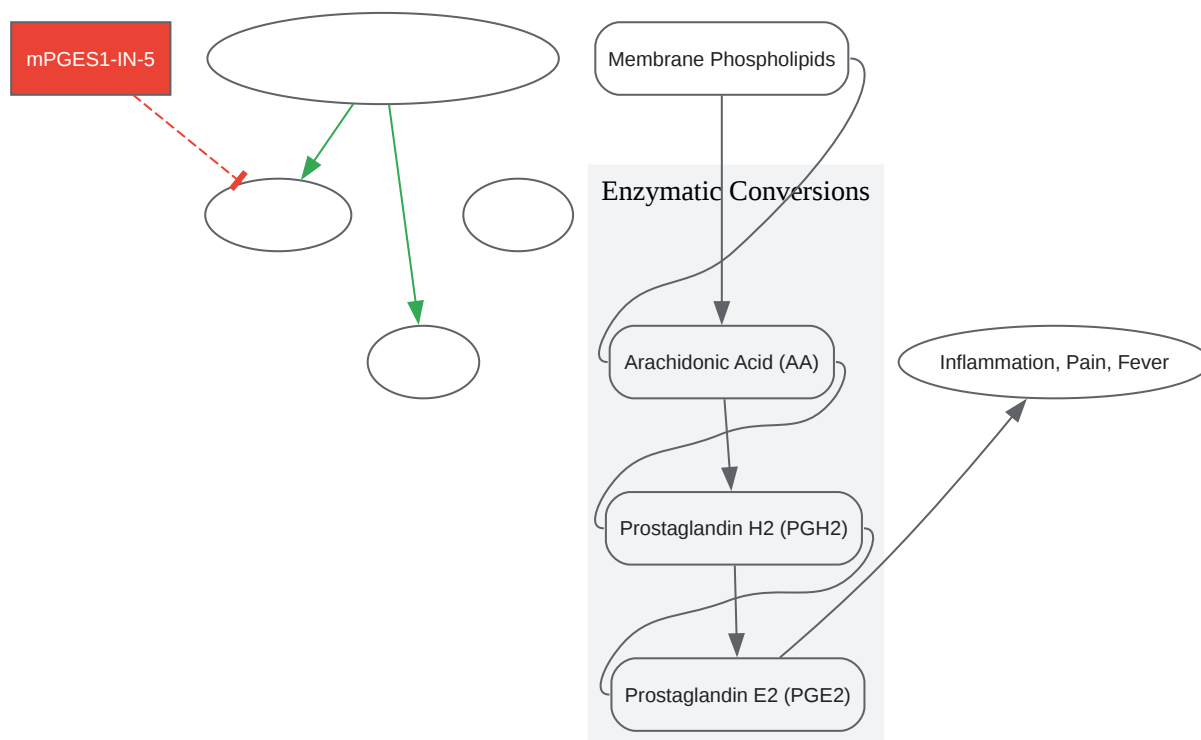 mPGES1-IN-5
Membrane Phospholipids
Enzymatic Conversions
Arachidonic Acid (AA)
Inflammation, Pain, Fever
Prostaglandin H2 (PGH2)
Prostaglandin E2 (PGE2)